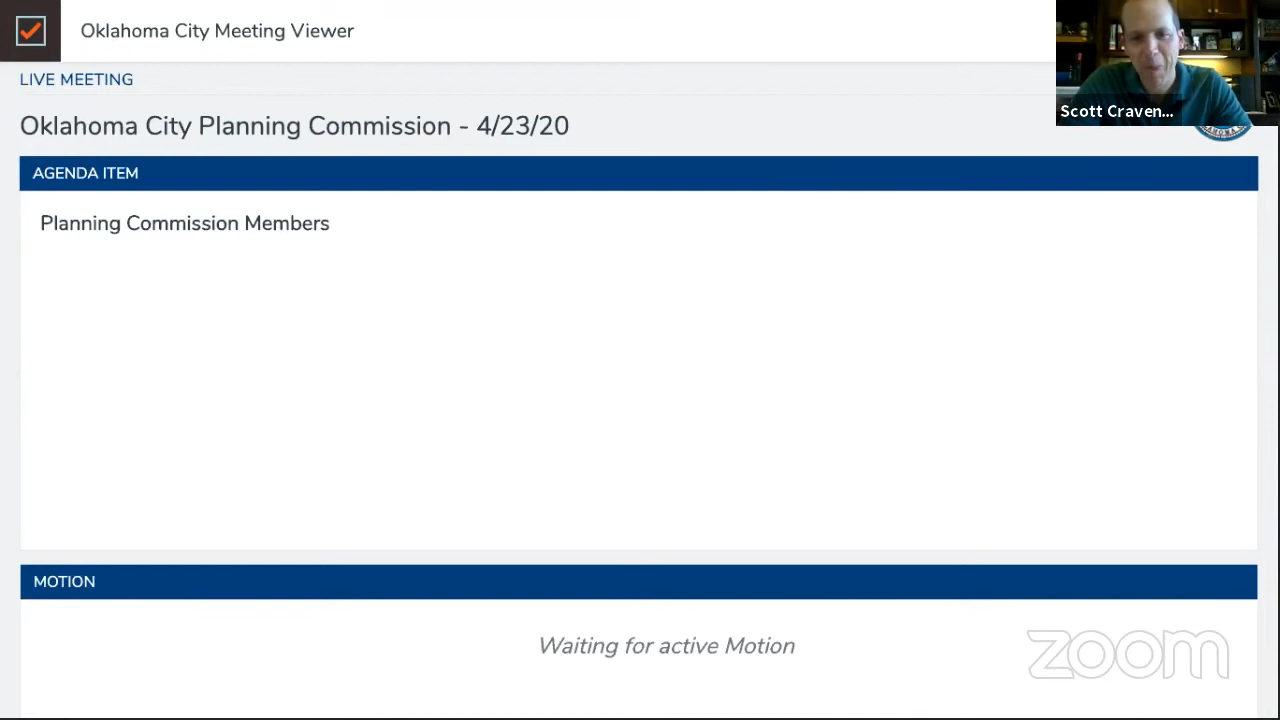 Oklahoma City Meeting Viewer
LIVE MEETING
Scott Craven...
Oklahoma City Planning Commission - 4/23/20
AGENDA ITEM
Planning Commission Members
MOTION
Waiting for active Motion
zoom